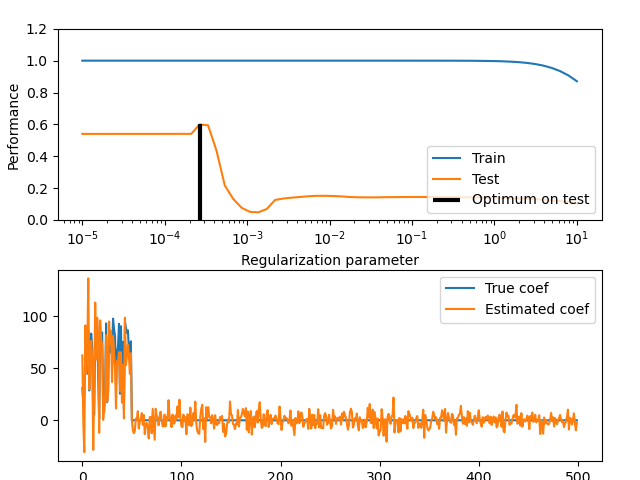 1.2
1.0
0.8
0.6
0.4
0.2
0.0
Performance
Train
Test
Optimum on test
10⁻⁵ 10⁻⁴ 10⁻³ 10⁻² 10⁻¹ 10⁰ 10¹
Regularization parameter
True coef
Estimated coef
100
50
0
0 100 200 300 400 500